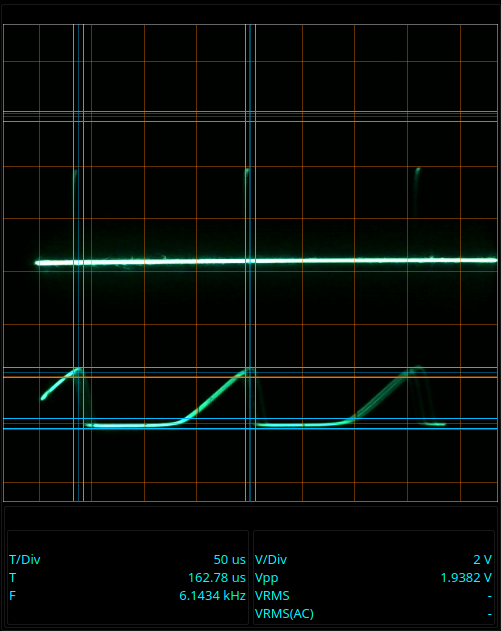 T/Div 50 us V/Div 2 V
T 162.78 us Vpp 1.9382 V
F 6.1434 kHz VRMS -
VRMS(AC) -